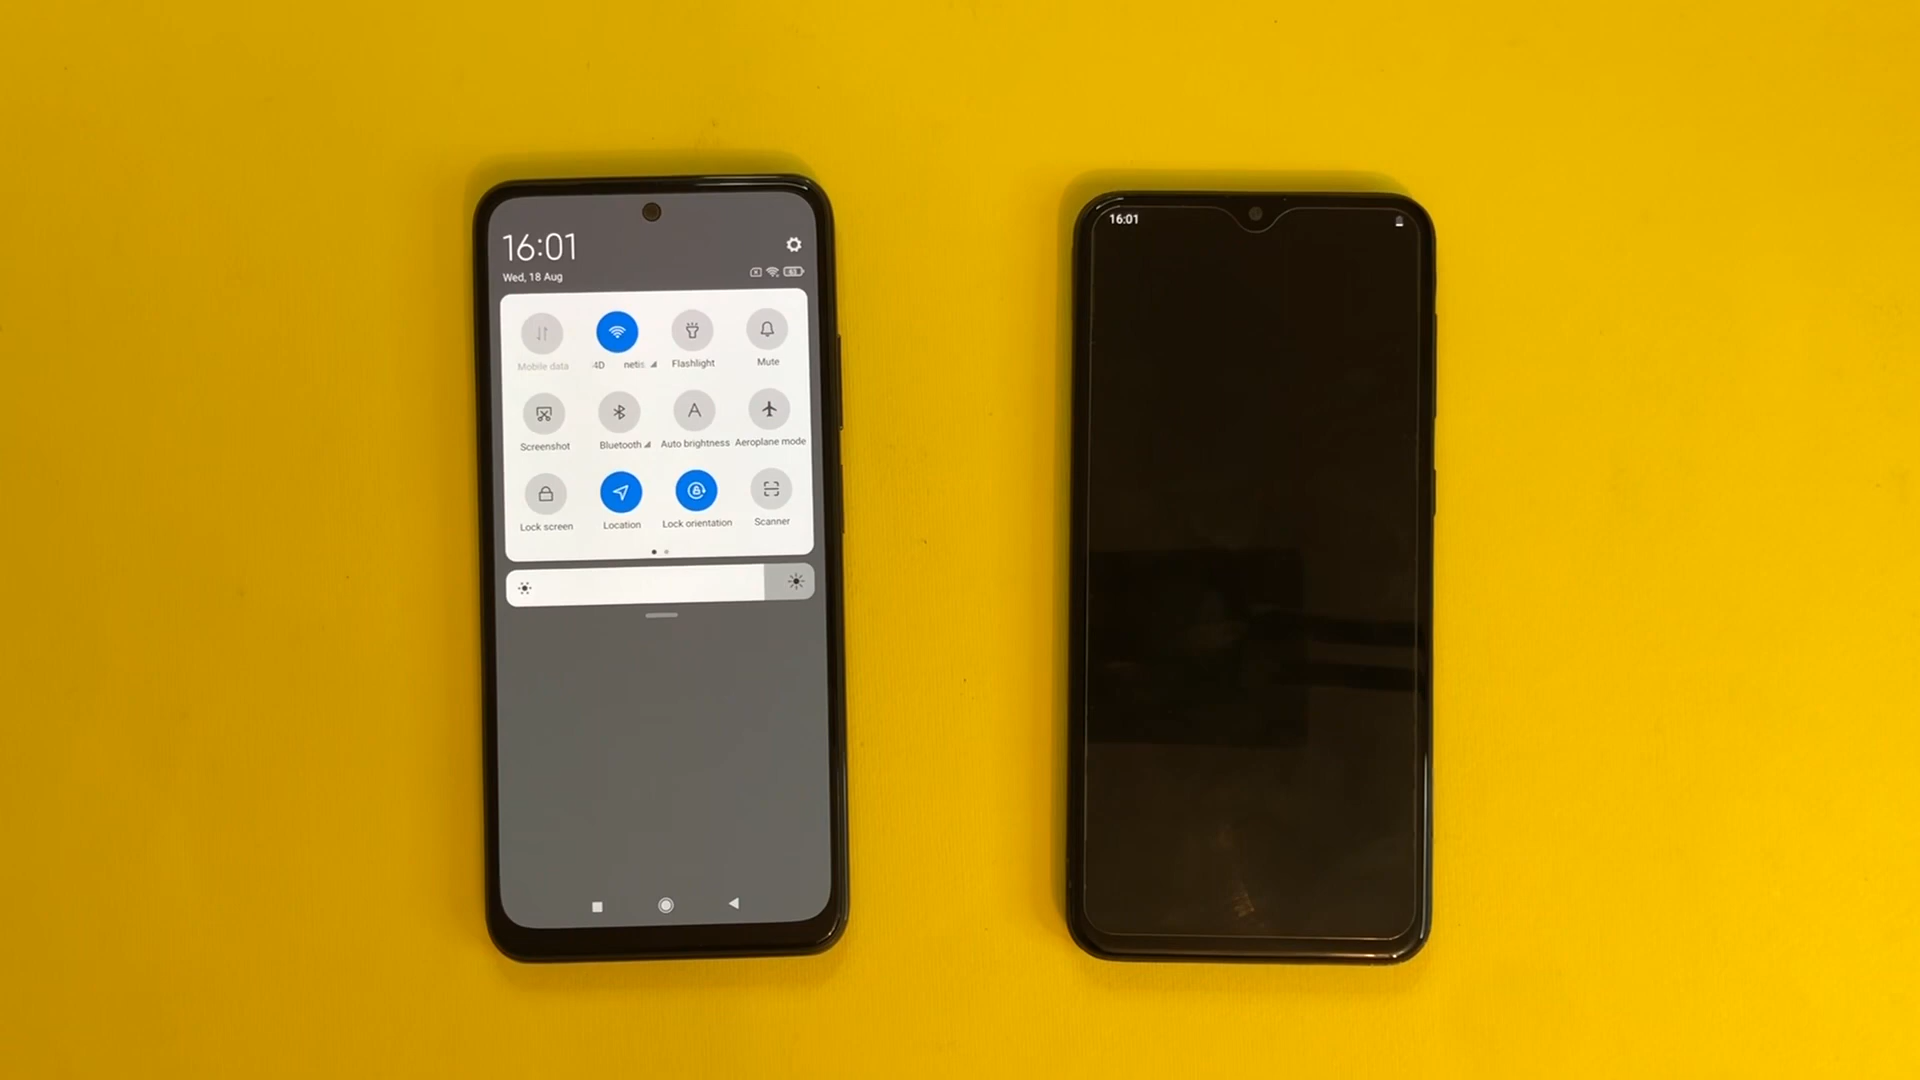 16:01
Wed, 18 Aug
63
Mobile data
4D netis
Flashlight
Mute
Screenshot
Bluetooth
A
Auto brightness
Aeroplane mode
Lock screen
Location
Lock orientation
Scanner
16:01